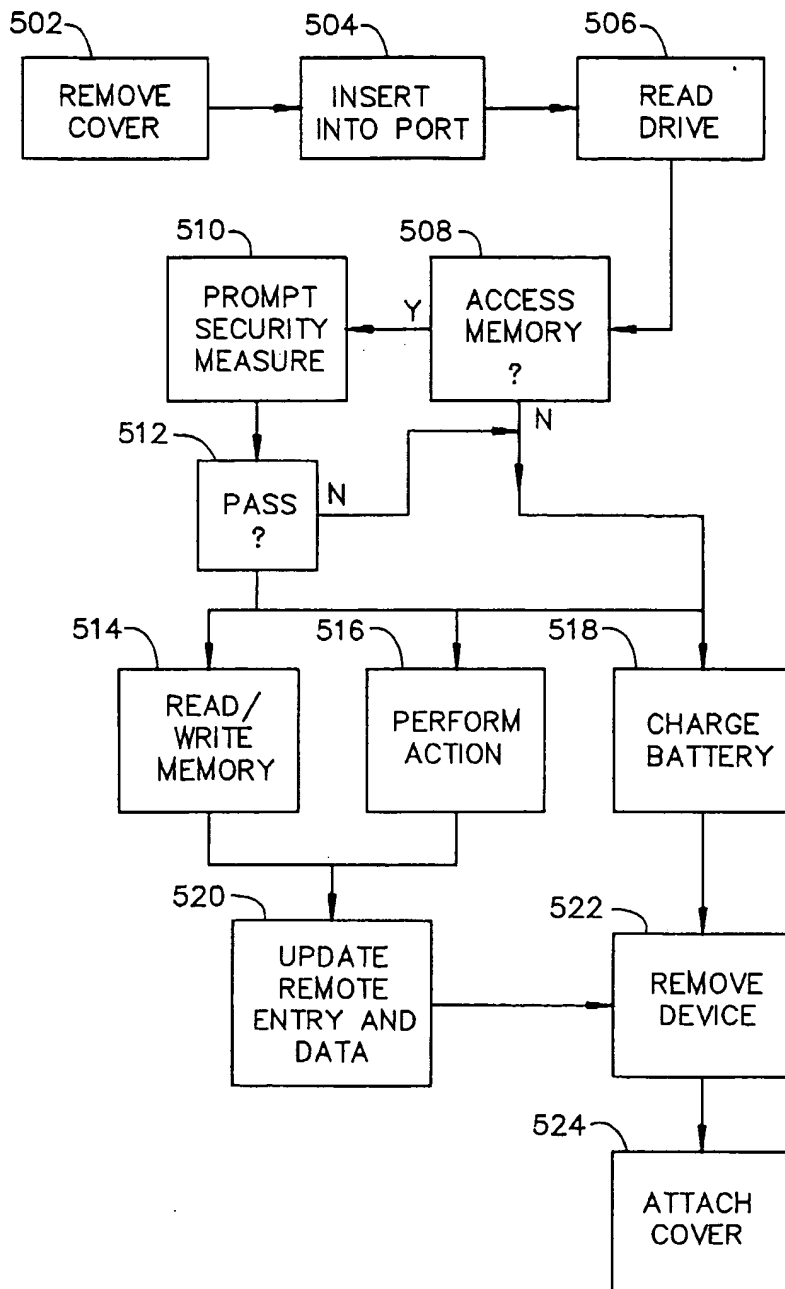 502
504
506
REMOVE
COVER
INSERT
INTO PORT
READ
DRIVE
510
508
PROMPT
SECURITY
MEASURE
Y
ACCESS
MEMORY
?
N
512
PASS
?
N
514
516
518
READ/
WRITE
MEMORY
PERFORM
ACTION
CHARGE
BATTERY
520
522
UPDATE
REMOTE
ENTRY AND
DATA
REMOVE
DEVICE
524
ATTACH
COVER